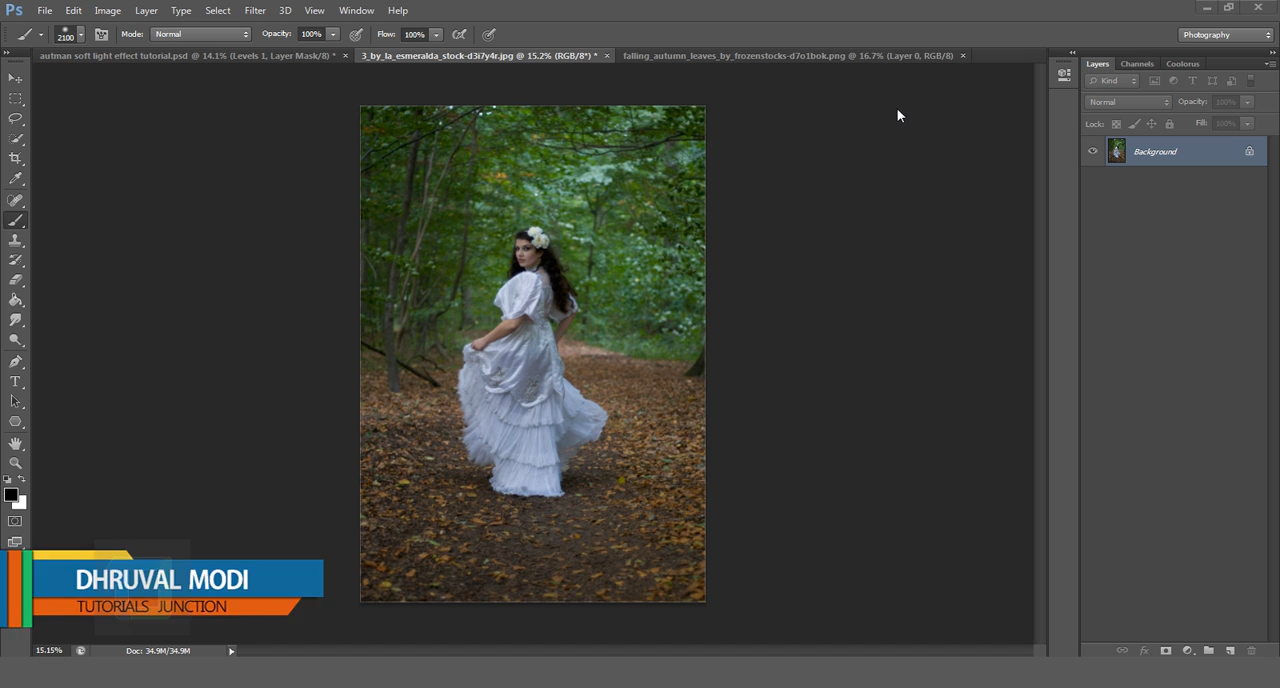 Ps File Edit Image Layer Type Select Filter 3D View Window Help
2100 Mode: Normal Opacity: 100% Flow: 100% Photography
autman soft light effect tutorial.psd @ 14.1% (Levels 1, Layer Mask/8) * × 3_by_la_esmeralda_stock-d3i7y4r.jpg @ 15.2% (RGB/8*) * × falling_autumn_leaves_by_frozenstocks-d7o1bok.png @ 16.7% (Layer 0, RGB/8) ×
Layers Channels Coolorus
Kind
Normal Opacity: 100%
Lock: Fill: 100%
Background
DHRUVAL MODI
TUTORIALS JUNCTION
15.15% Doc: 34.9M/34.9M